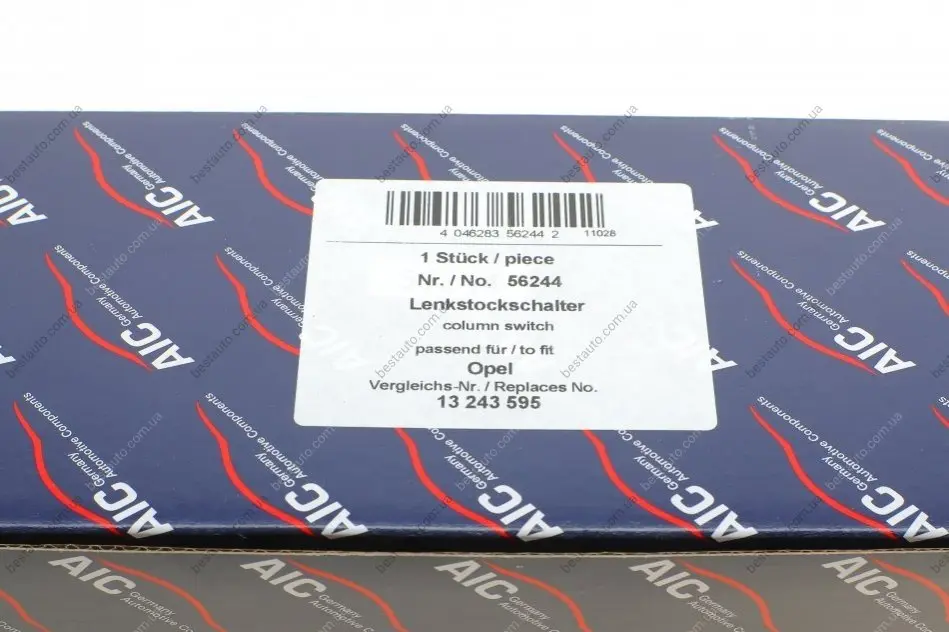 4 046283 56244 2 11028
1 Stück / piece
Nr. / No. 56244
Lenkstockschalter
column switch
passend für / to fit
Opel
Vergleichs-Nr. / Replaces No.
13 243 595
AIC Germany
Automotive Components
bestauto.com.ua